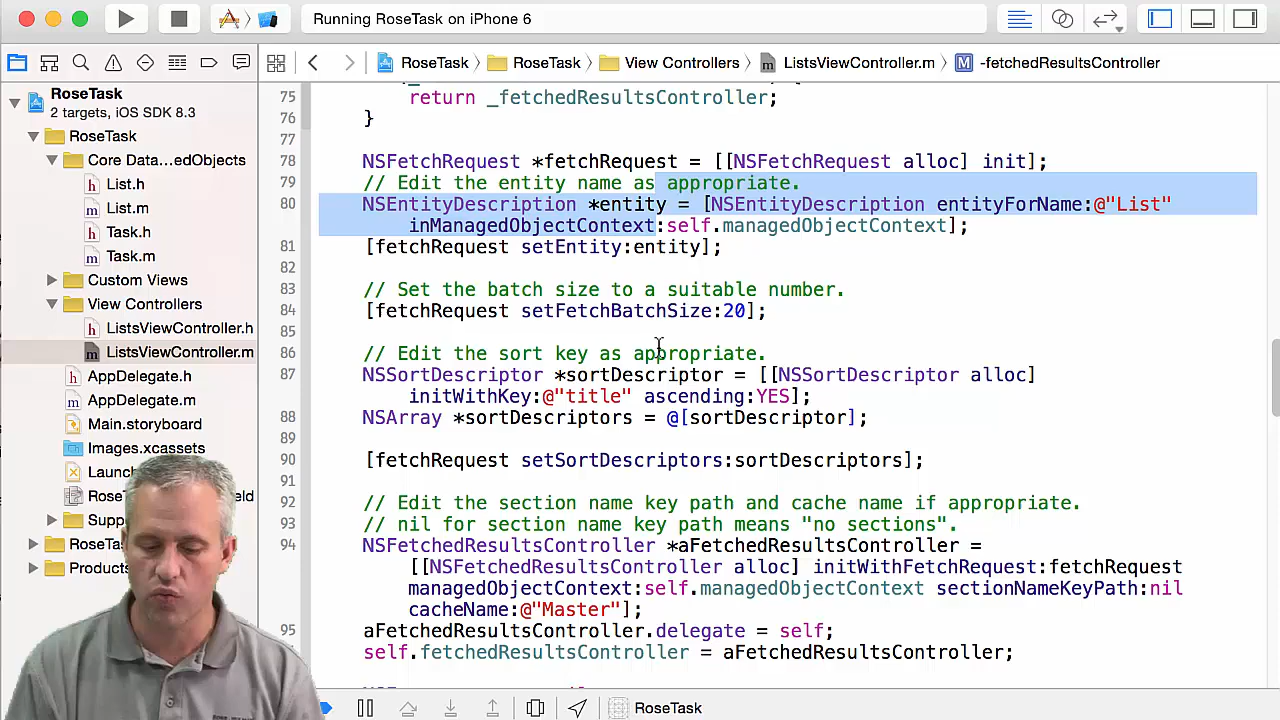 Running RoseTask on iPhone 6
RoseTask RoseTask View Controllers ListsViewController.m M -fetchedResultsController
RoseTask
2 targets, iOS SDK 8.3
RoseTask
Core Data...edObjects
h List.h
m List.m
h Task.h
m Task.m
Custom Views
View Controllers
h ListsViewController.h
m ListsViewController.m
h AppDelegate.h
m AppDelegate.m
Main.storyboard
Images.xcassets
Products
75 return _fetchedResultsController;
76 }
77
78 NSFetchRequest *fetchRequest = [[NSFetchRequest alloc] init];
79 // Edit the entity name as appropriate.
80 NSEntityDescription *entity = [NSEntityDescription entityForName:@"List"
inManagedObjectContext:self.managedObjectContext];
81 [fetchRequest setEntity:entity];
82
83 // Set the batch size to a suitable number.
84 [fetchRequest setFetchBatchSize:20];
85
86 // Edit the sort key as appropriate.
87 NSSortDescriptor *sortDescriptor = [[NSSortDescriptor alloc]
initWithKey:@"title" ascending:YES];
88 NSArray *sortDescriptors = @[sortDescriptor];
89
90 [fetchRequest setSortDescriptors:sortDescriptors];
91
92 // Edit the section name key path and cache name if appropriate.
93 // nil for section name key path means "no sections".
94 NSFetchedResultsController *aFetchedResultsController =
[[NSFetchedResultsController alloc] initWithFetchRequest:fetchRequest
managedObjectContext:self.managedObjectContext sectionNameKeyPath:nil
cacheName:@"Master"];
95 aFetchedResultsController.delegate = self;
96 self.fetchedResultsController = aFetchedResultsController;
RoseTask